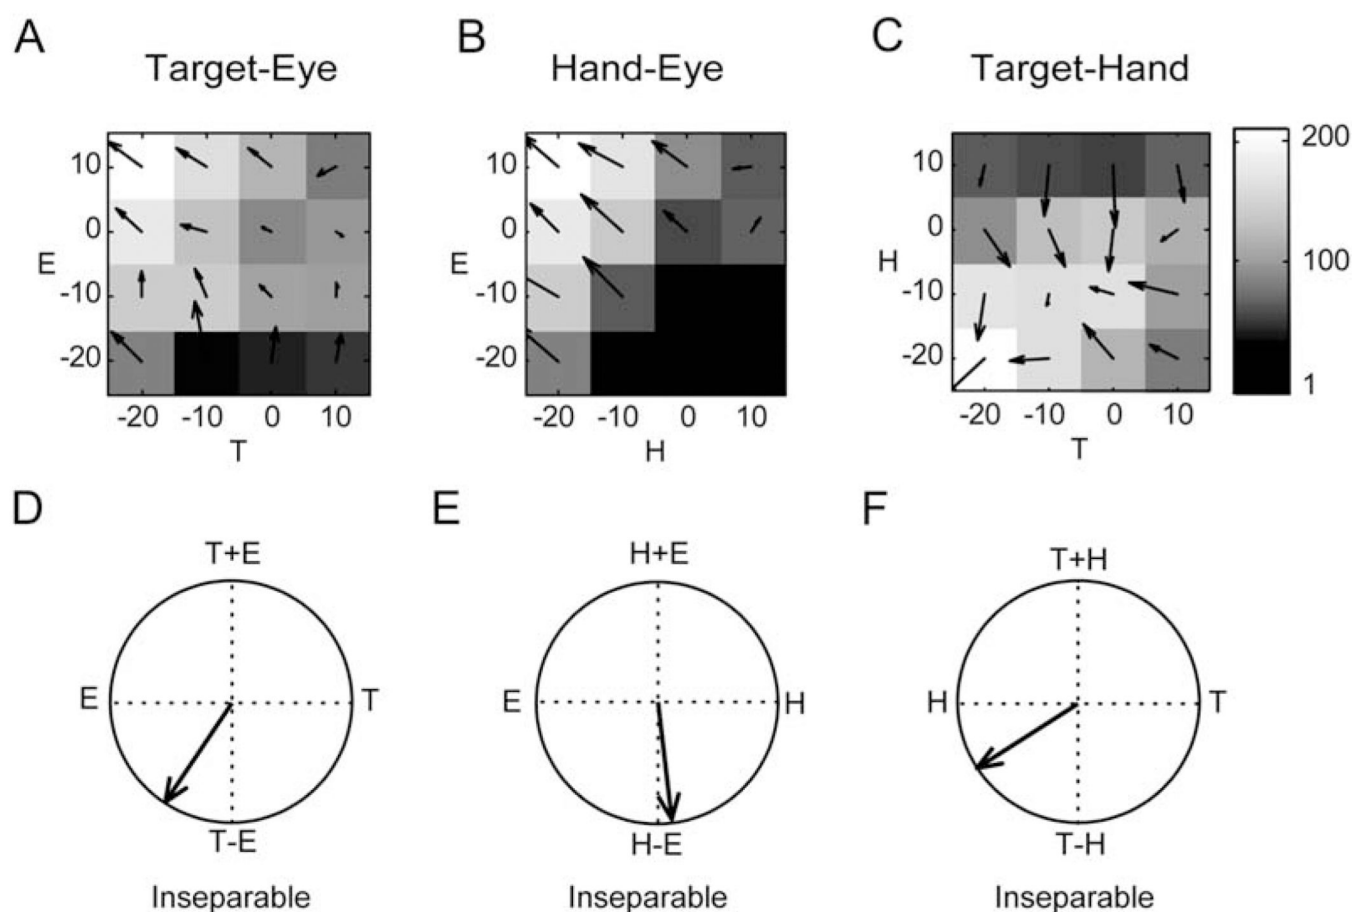 A
B
C
Target-Eye
Hand-Eye
Target-Hand
10
0
-10
-20
E
-20 -10 0 10
T
10
0
-10
-20
E
-20 -10 0 10
H
10
0
-10
-20
H
-20 -10 0 10
T
200
100
1
D
E
F
T+E
E
T
T-E
Inseparable
H+E
E
H
H-E
Inseparable
T+H
H
T
T-H
Inseparable